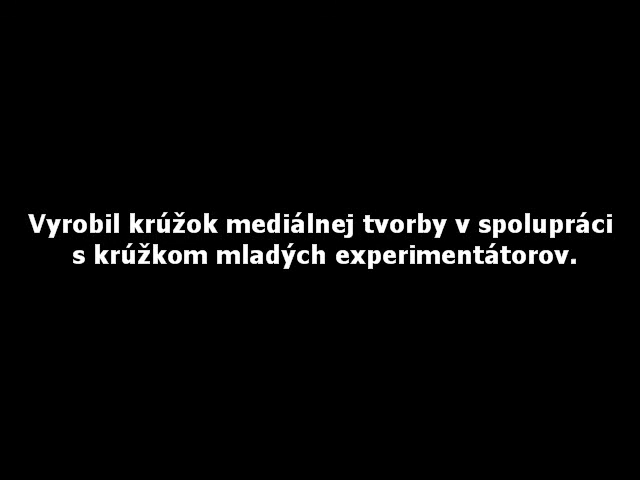 Vyrobil krúžok mediálnej tvorby v spolupráci
s krúžkom mladých experimentátorov.